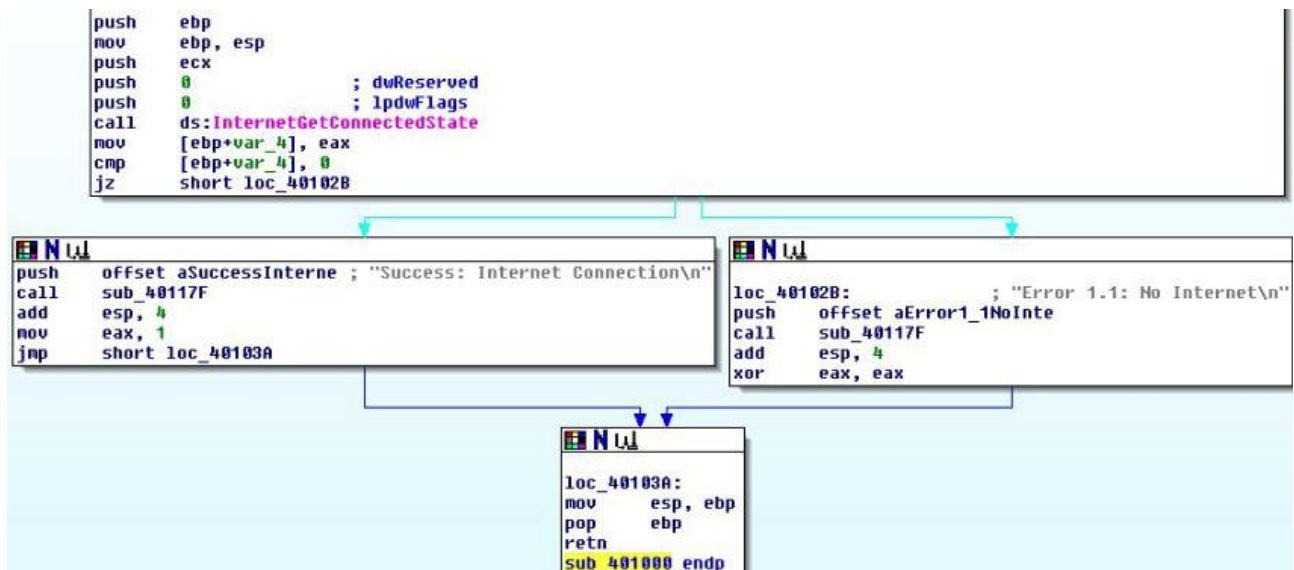 push ebp
mov ebp, esp
push ecx
push 0 ; dwReserved
push 0 ; lpdwFlags
call ds:InternetGetConnectedState
mov [ebp+var_4], eax
cmp [ebp+var_4], 0
jz short loc_40102B
push offset aSuccessInterne ; "Success: Internet Connection\n"
call sub_40117F
add esp, 4
mov eax, 1
jmp short loc_40103A
loc_40102B: ; "Error 1.1: No Internet\n"
push offset aError1_1NoInte
call sub_40117F
add esp, 4
xor eax, eax
loc_40103A:
mov esp, ebp
pop ebp
retn
sub_401000 endp